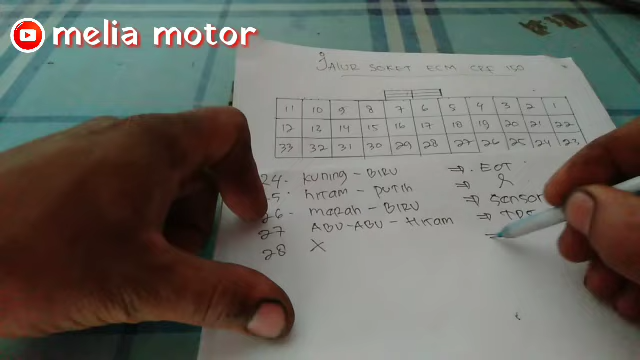 melia motor
JALUR SOKET ECM CRF 150
11 10 9 8 7 6 5 4 3 2 1
12 13 14 15 16 17 18 19 20 21 22
33 32 31 30 29 28 27 26 25 24 23
24. KUNING - BIRU ⇒ EOT
25. HITAM - PUTIH ⇒
26 - MERAH - BIRU ⇒ SENSOR
27 ABU-ABU - HITAM ⇒ TPS
28 X